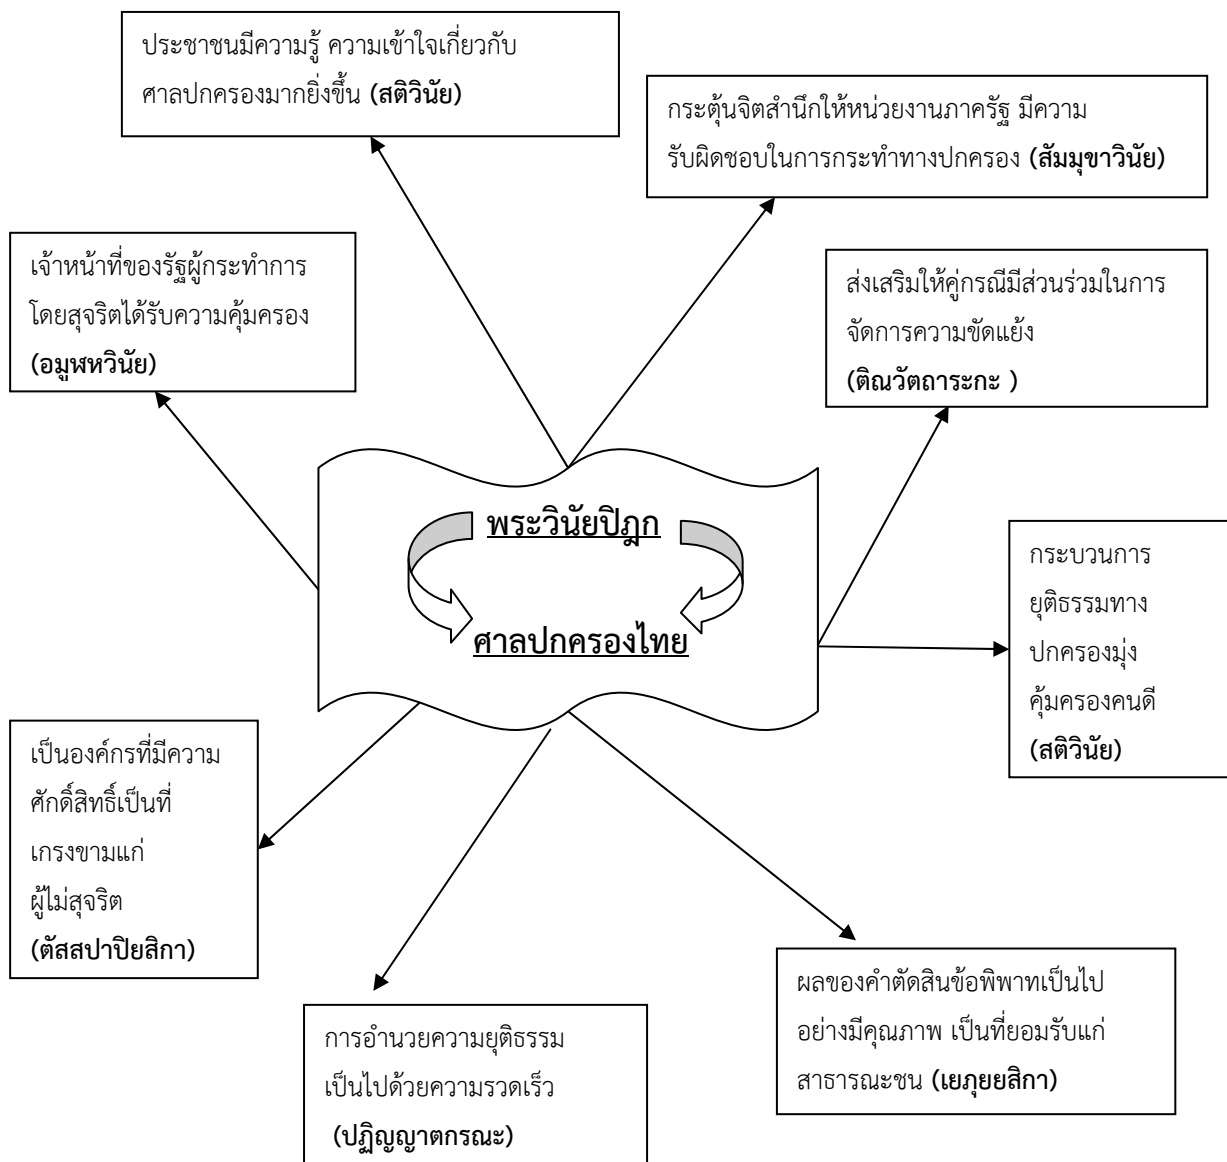 ประชาชนมีความรู้ ความเข้าใจเกี่ยวกับ
ศาลปกครองมากยิ่งขึ้น (สติวินัย)
กระตุ้นจิตสำนึกให้หน่วยงานภาครัฐ มีความ
รับผิดชอบในการกระทำทางปกครอง (สัมมุขาวินัย)
เจ้าหน้าที่ของรัฐผู้กระทำการ
โดยสุจริตได้รับความคุ้มครอง
(อมูฬหวินัย)
ส่งเสริมให้คู่กรณีมีส่วนร่วมในการ
จัดการความขัดแย้ง
(ติณวัตถาระกะ )
พระวินัยปิฎก
ศาลปกครองไทย
กระบวนการ
ยุติธรรมทาง
ปกครองมุ่ง
คุ้มครองคนดี
(สติวินัย)
เป็นองค์กรที่มีความ
ศักดิ์สิทธิ์เป็นที่
เกรงขามแก่
ผู้ไม่สุจริต
(ตัสสปาปิยสิกา)
การอำนวยความยุติธรรม
เป็นไปด้วยความรวดเร็ว
(ปฏิญญาตกรณะ)
ผลของคำตัดสินข้อพิพาทเป็นไป
อย่างมีคุณภาพ เป็นที่ยอมรับแก่
สาธารณะชน (เยภุยยสิกา)